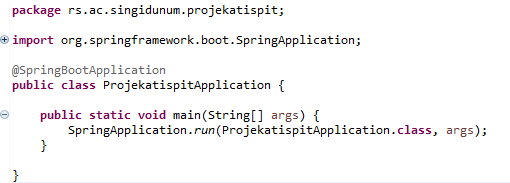 package rs.ac.singidunum.projekatispit;
import org.springframework.boot.SpringApplication;
@SpringBootApplication
public class ProjekatispitApplication {
public static void main(String[] args) {
SpringApplication.run(ProjekatispitApplication.class, args);
}
}